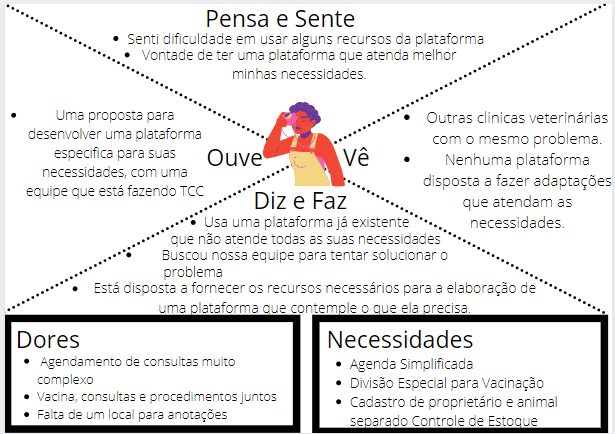 Pensa e Sente
• Senti dificuldade em usar alguns recursos da plataforma
• Vontade de ter uma plataforma que atenda melhor
minhas necessidades.
• Uma proposta para
desenvolver uma plataforma
especifica para suas
necessidades, com uma
equipe que está fazendo TCC
Ouve
Vê
• Outras clinicas veterinárias
com o mesmo problema.
• Nenhuma plataforma
disposta a fazer adaptações
que atendam as
necessidades.
Diz e Faz
• Usa uma plataforma já existente
que não atende todas as suas necessidades
• Buscou nossa equipe para tentar solucionar o
problema
• Está disposta a fornecer os recursos necessários para a elaboração de
uma plataforma que contemple o que ela precisa.
Dores
• Agendamento de consultas muito
complexo
• Vacina, consultas e procedimentos juntos
• Falta de um local para anotações
Necessidades
• Agenda Simplificada
• Divisão Especial para Vacinação
• Cadastro de proprietário e animal
separado Controle de Estoque